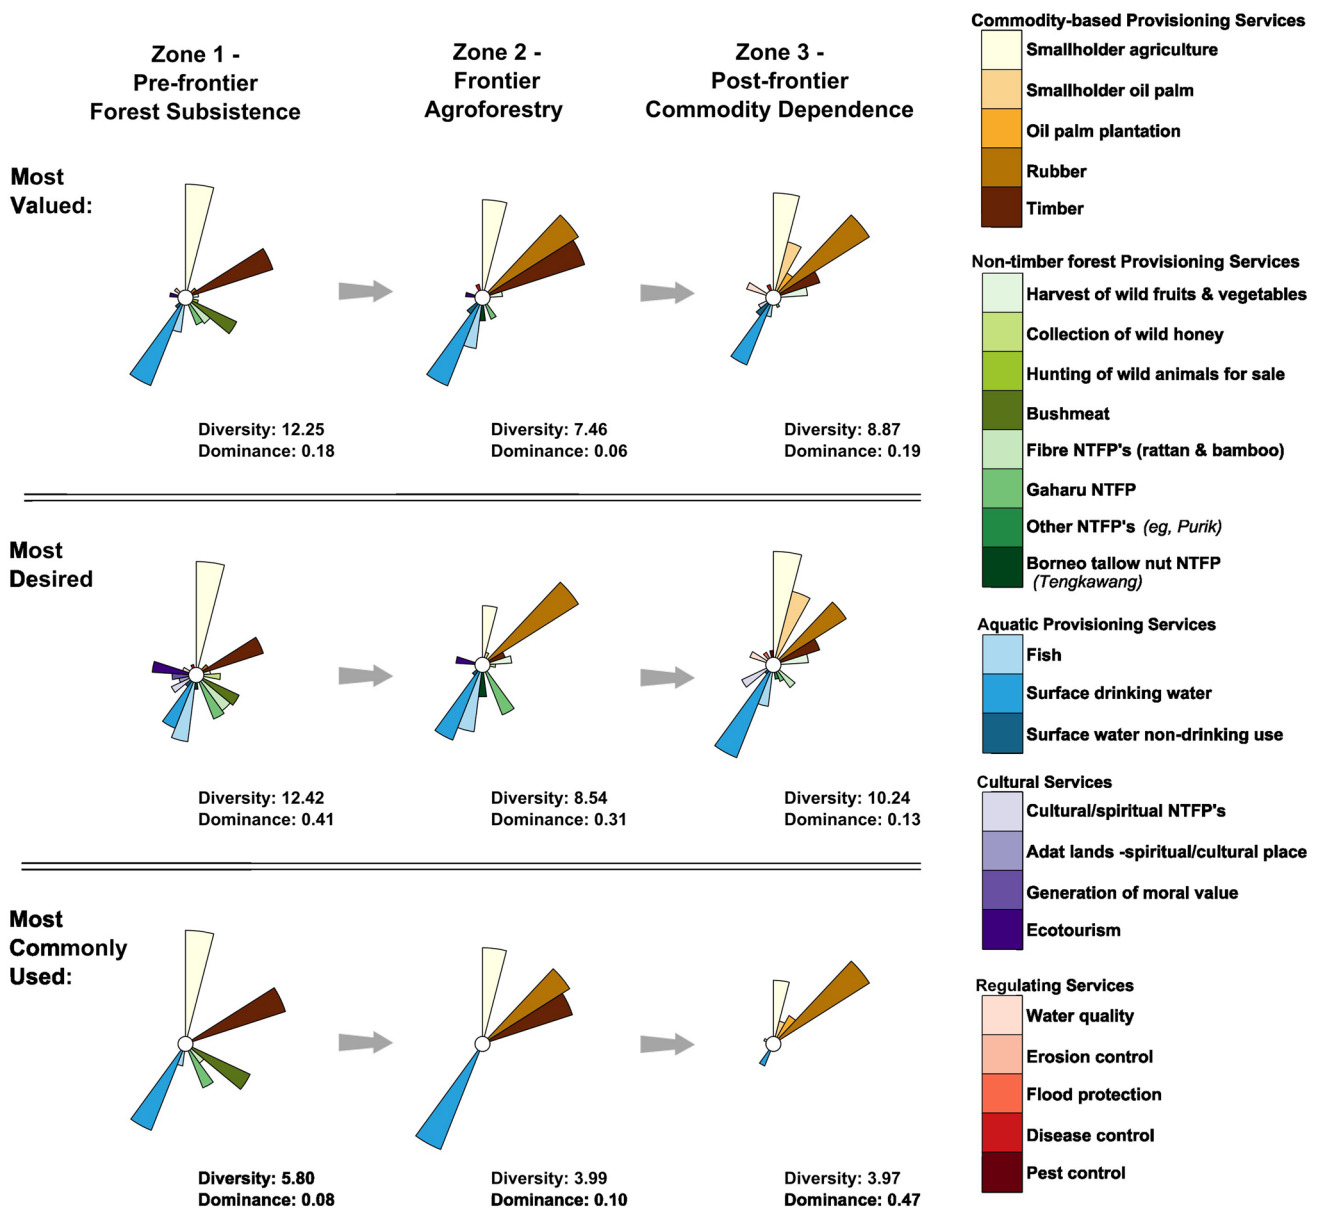 Zone 1 -
Pre-frontier
Forest Subsistence
Zone 2 -
Frontier
Agroforestry
Zone 3 -
Post-frontier
Commodity Dependence
Most
Valued:
Diversity: 12.25
Dominance: 0.18
Diversity: 7.46
Dominance: 0.06
Diversity: 8.87
Dominance: 0.19
Most
Desired
Diversity: 12.42
Dominance: 0.41
Diversity: 8.54
Dominance: 0.31
Diversity: 10.24
Dominance: 0.13
Most
Commonly
Used:
Diversity: 5.80
Dominance: 0.08
Diversity: 3.99
Dominance: 0.10
Diversity: 3.97
Dominance: 0.47
Commodity-based Provisioning Services
Smallholder agriculture
Smallholder oil palm
Oil palm plantation
Rubber
Timber
Non-timber forest Provisioning Services
Harvest of wild fruits & vegetables
Collection of wild honey
Hunting of wild animals for sale
Bushmeat
Fibre NTFP's (rattan & bamboo)
Gaharu NTFP
Other NTFP's (eg, Purik)
Borneo tallow nut NTFP
(Tengkawang)
Aquatic Provisioning Services
Fish
Surface drinking water
Surface water non-drinking use
Cultural Services
Cultural/spiritual NTFP's
Adat lands -spiritual/cultural place
Generation of moral value
Ecotourism
Regulating Services
Water quality
Erosion control
Flood protection
Disease control
Pest control